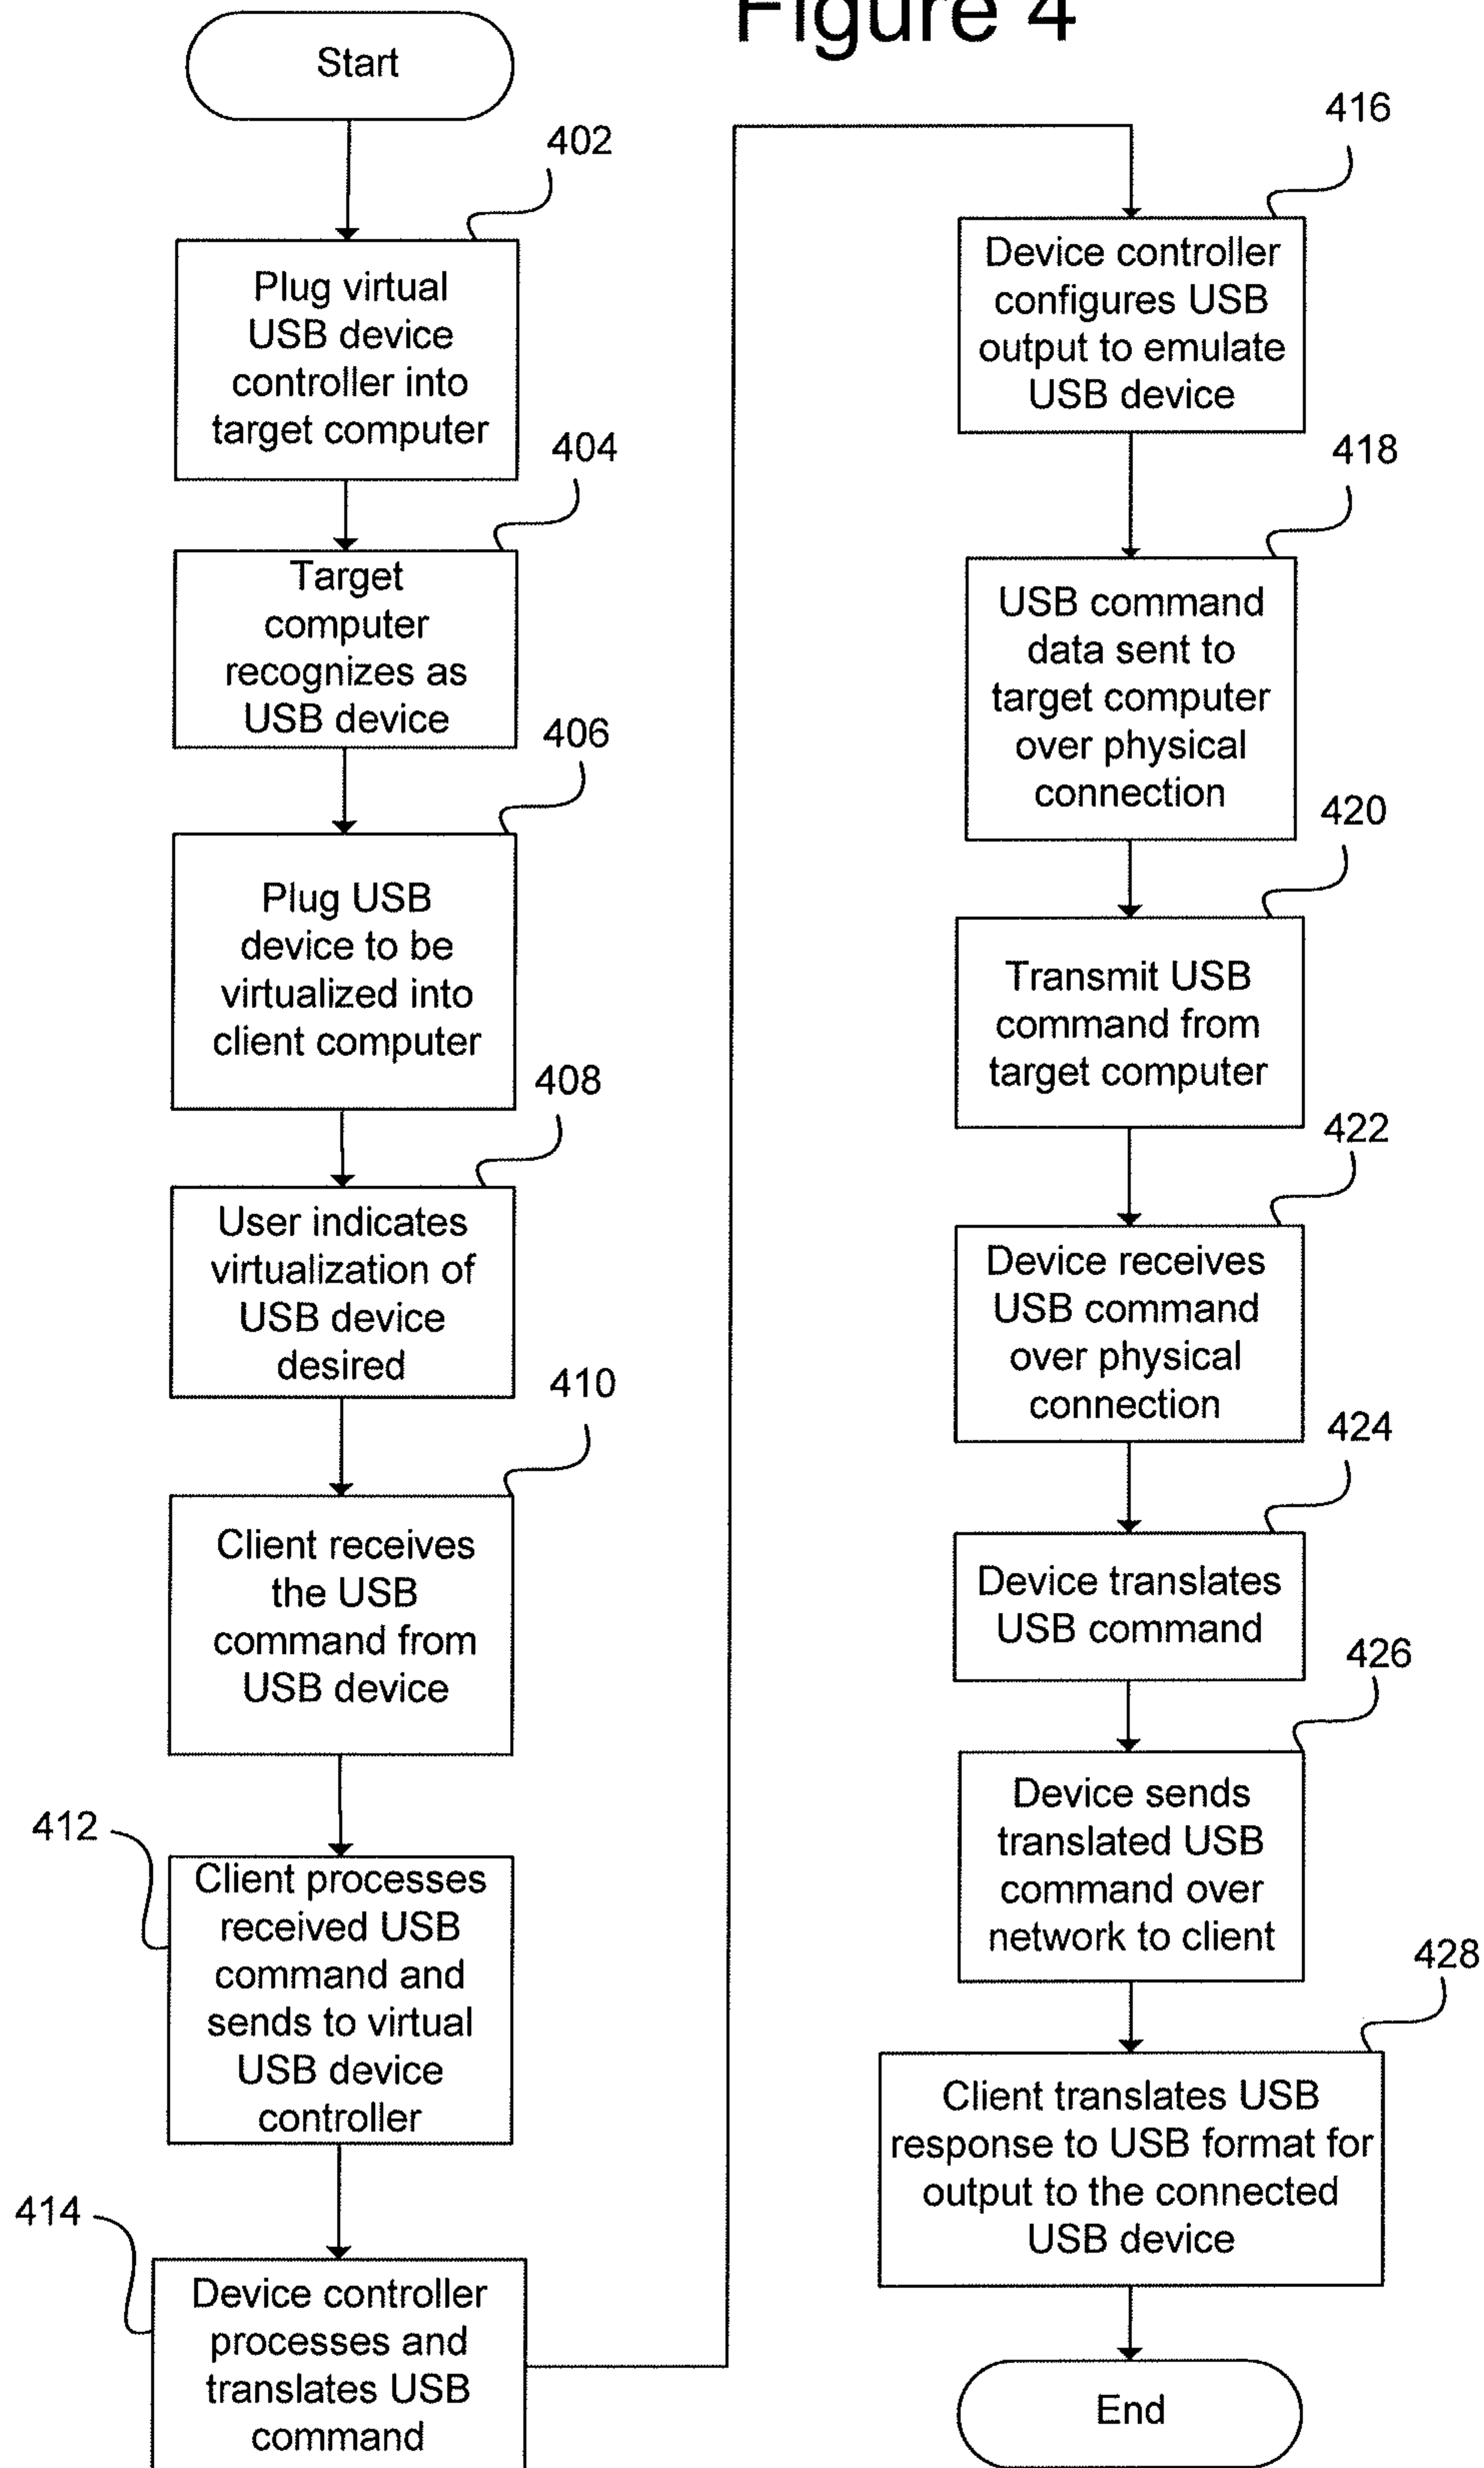 Figure 4
Start
402
Plug virtual
USB device
controller into
target computer
404
Target
computer
recognizes as
USB device
406
Plug USB
device to be
virtualized into
client computer
408
User indicates
virtualization of
USB device
desired
410
Client receives
the USB
command from
USB device
412
Client processes
received USB
command and
sends to virtual
USB device
controller
414
Device controller
processes and
translates USB
command
416
Device controller
configures USB
output to emulate
USB device
418
USB command
data sent to
target computer
over physical
connection
420
Transmit USB
command from
target computer
422
Device receives
USB command
over physical
connection
424
Device translates
USB command
426
Device sends
translated USB
command over
network to client
428
Client translates USB
response to USB format for
output to the connected
USB device
End